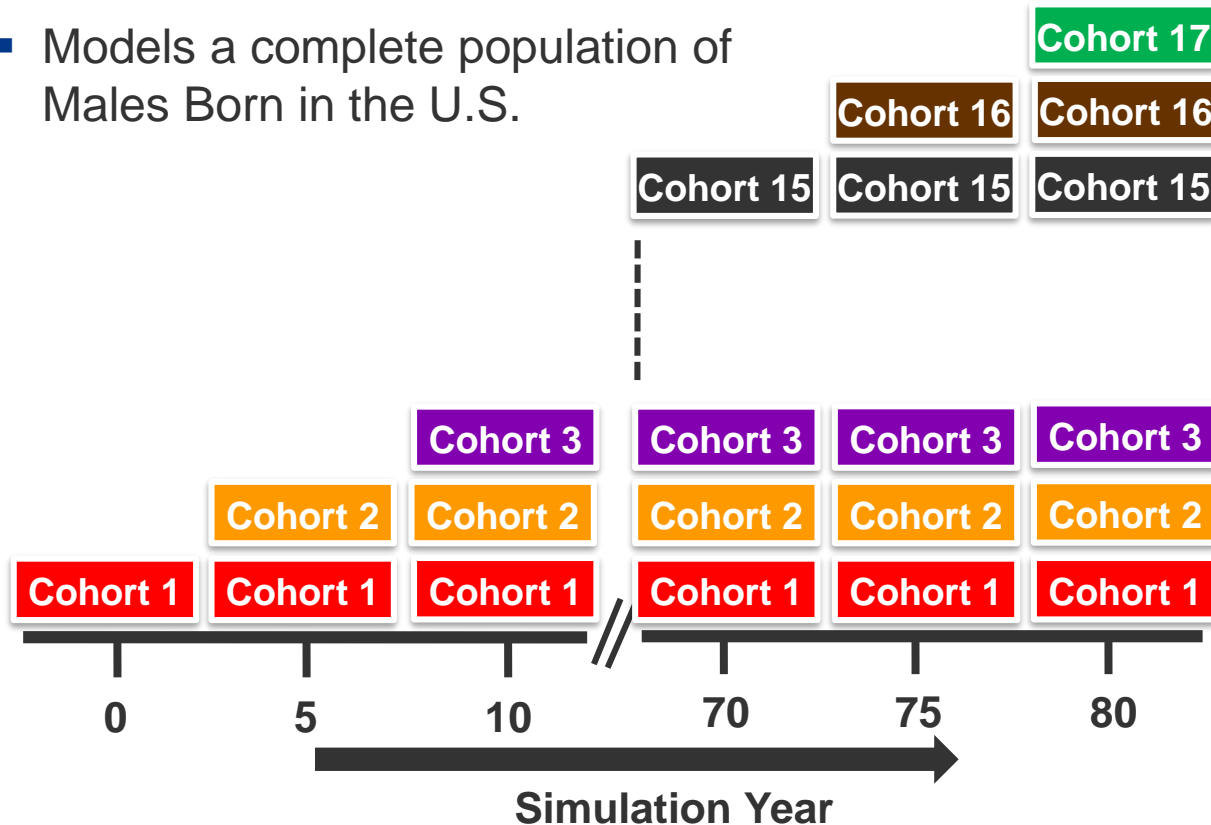 ▪ Models a complete population of
Males Born in the U.S.
Cohort 17
Cohort 16 Cohort 16
Cohort 15 Cohort 15 Cohort 15
Cohort 3 Cohort 3 Cohort 3 Cohort 3
Cohort 2 Cohort 2 Cohort 2 Cohort 2 Cohort 2
Cohort 1 Cohort 1 Cohort 1 Cohort 1 Cohort 1 Cohort 1
0 5 10 70 75 80
Simulation Year